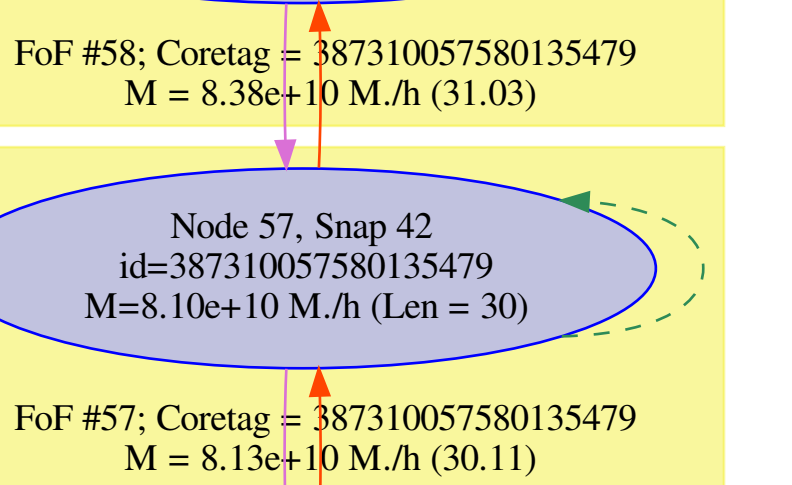 FoF #58; Coretag = 387310057580135479
M = 8.38e+10 M./h (31.03)
Node 57, Snap 42
id=387310057580135479
M=8.10e+10 M./h (Len = 30)
FoF #57; Coretag = 387310057580135479
M = 8.13e+10 M./h (30.11)